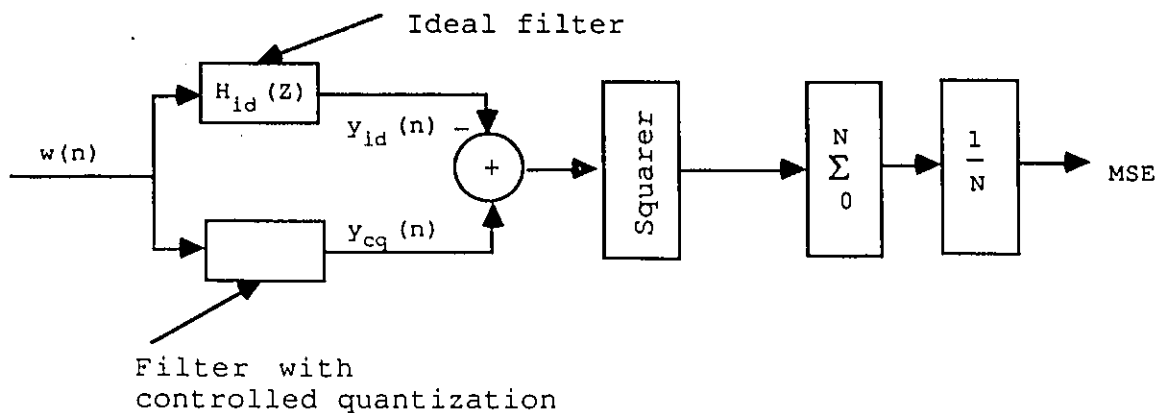 Ideal filter
H_id (Z)
y_id (n)
−
w(n)
+
y_cq (n)
Squarer
N
Σ
0
1
N
MSE
Filter with
controlled quantization